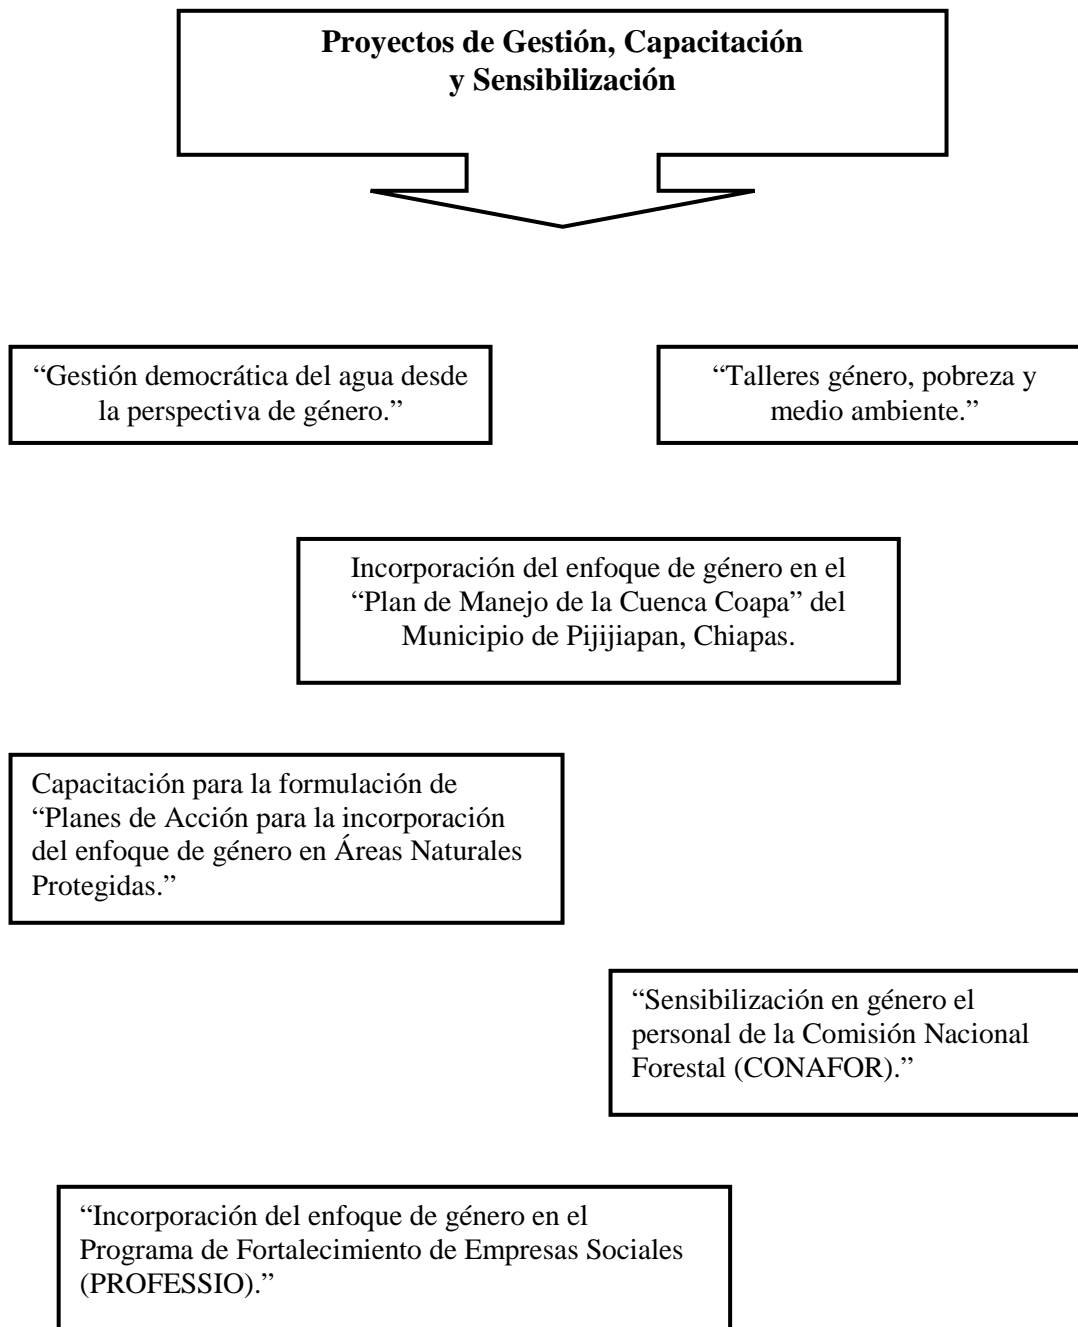 Proyectos de Gestión, Capacitación
y Sensibilización
“Gestión democrática del agua desde
la perspectiva de género.”
“Talleres género, pobreza y
medio ambiente.”
Incorporación del enfoque de género en el
“Plan de Manejo de la Cuenca Coapa” del
Municipio de Pijijiapan, Chiapas.
Capacitación para la formulación de
“Planes de Acción para la incorporación
del enfoque de género en Áreas Naturales
Protegidas.”
“Sensibilización en género el
personal de la Comisión Nacional
Forestal (CONAFOR).”
“Incorporación del enfoque de género en el
Programa de Fortalecimiento de Empresas Sociales
(PROFESSIO).”